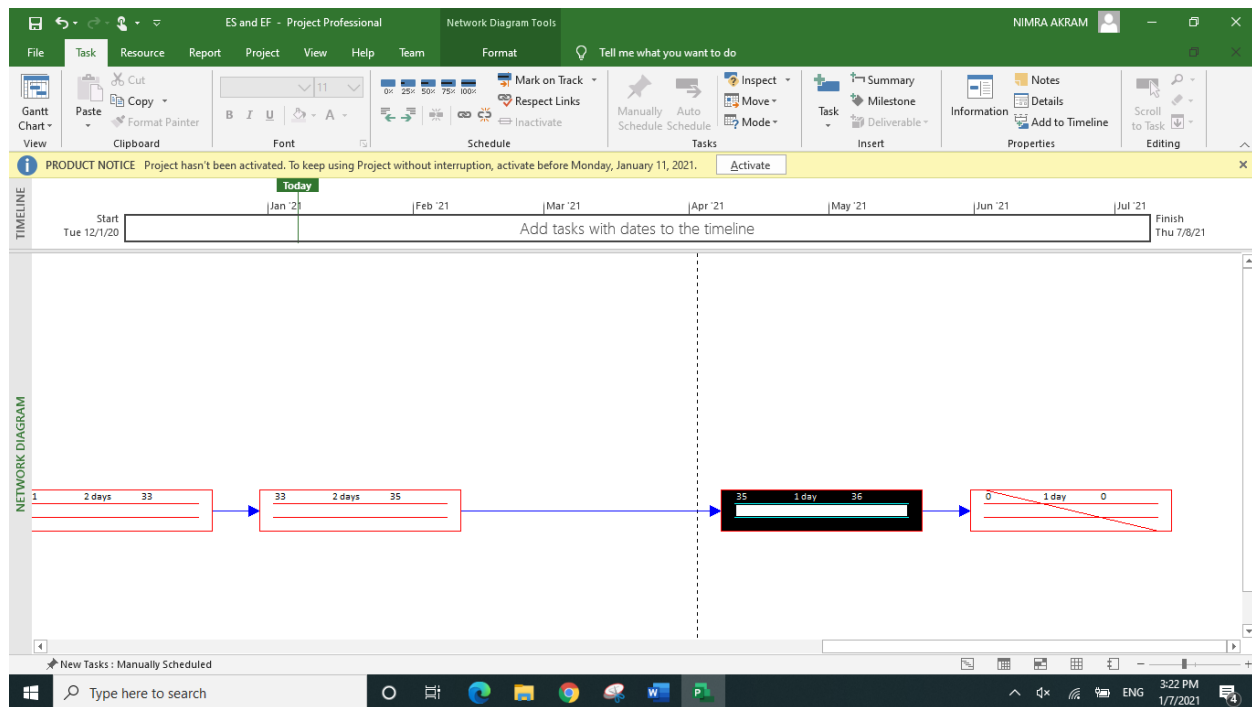 ES and EF - Project Professional
Network Diagram Tools
NIMRA AKRAM
File Task Resource Report Project View Help Team Format Tell me what you want to do
Gantt Chart
View
Paste
Cut
Copy
Format Painter
Clipboard
11
B I U A
Font
0% 25% 50% 75% 100%
Mark on Track
Respect Links
Inactivate
Schedule
Manually Schedule
Auto Schedule
Inspect
Move
Mode
Tasks
Task
Summary
Milestone
Deliverable
Insert
Information
Notes
Details
Add to Timeline
Properties
Scroll to Task
Editing
PRODUCT NOTICE Project hasn't been activated. To keep using Project without interruption, activate before Monday, January 11, 2021. Activate
TIMELINE
Today
Jan '21 Feb '21 Mar '21 Apr '21 May '21 Jun '21 Jul '21
Start
Tue 12/1/20
Add tasks with dates to the timeline
Finish
Thu 7/8/21
NETWORK DIAGRAM
1 2 days 33
33 2 days 35
35 1 day 36
0 1 day 0
New Tasks : Manually Scheduled
Type here to search
W
P
ENG
3:22 PM
1/7/2021
4